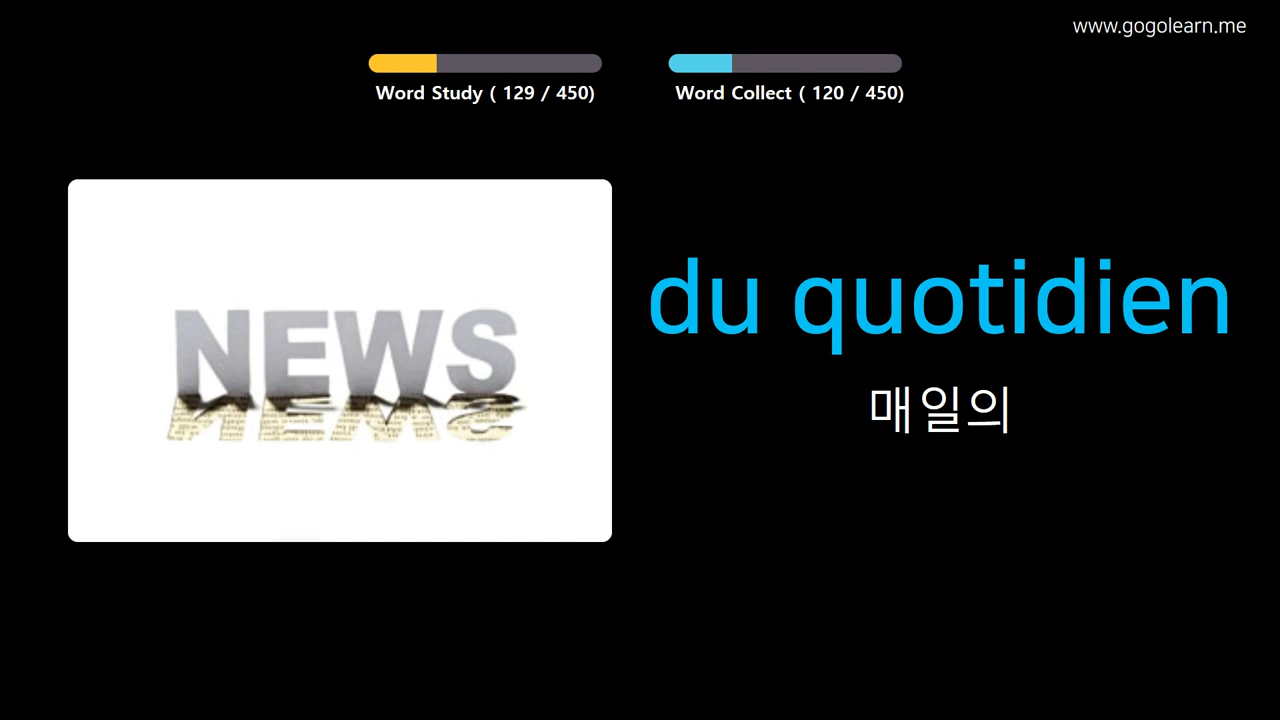 www.gogolearn.me
Word Study ( 129 / 450)
Word Collect ( 120 / 450)
NEWS
du quotidien
매일의